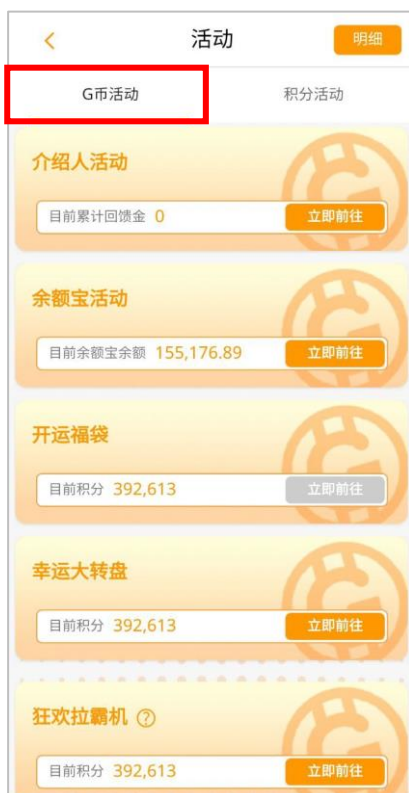 活动
明细
G币活动
积分活动
介绍人活动
目前累计回馈金 0
立即前往
余额宝活动
目前余额宝余额 155,176.89
立即前往
开运福袋
目前积分 392,613
立即前往
幸运大转盘
目前积分 392,613
立即前往
狂欢拉霸机 ?
目前积分 392,613
立即前往